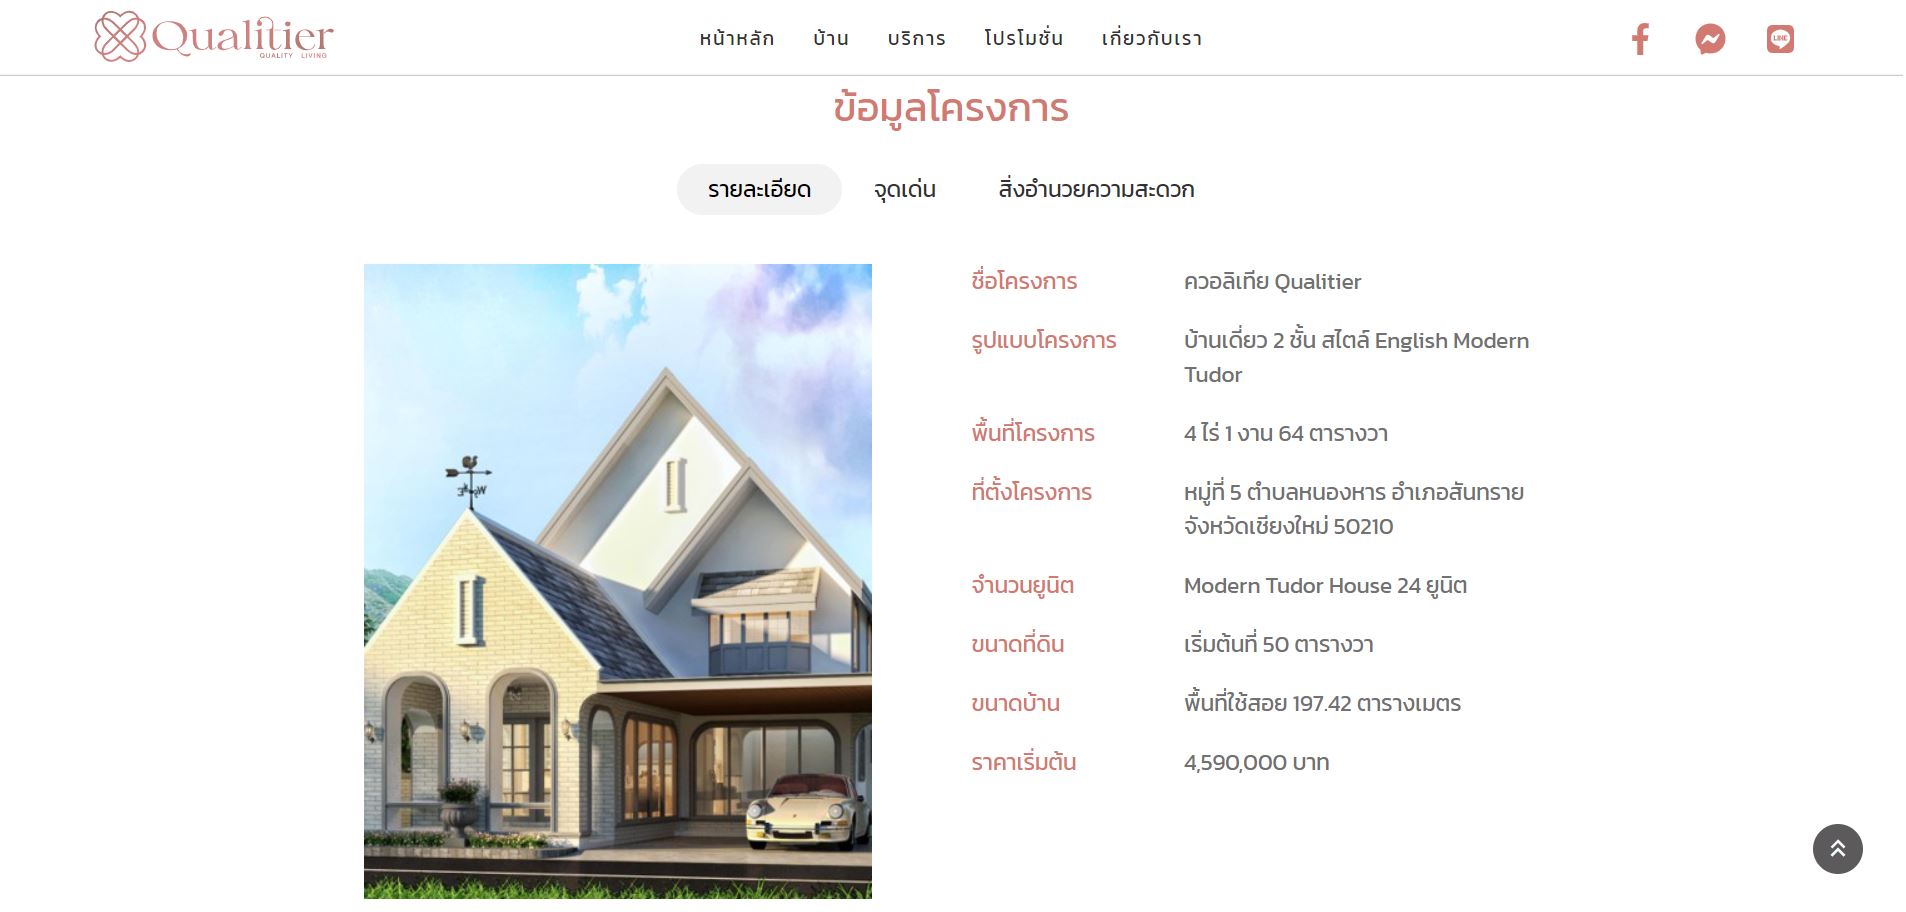 Qualitier
QUALITY LIVING
หน้าหลัก บ้าน บริการ โปรโมชั่น เกี่ยวกับเรา
LINE
ข้อมูลโครงการ
รายละเอียด จุดเด่น สิ่งอำนวยความสะดวก
ชื่อโครงการ ควอลิเทีย Qualitier
รูปแบบโครงการ บ้านเดี่ยว 2 ชั้น สไตล์ English Modern
Tudor
พื้นที่โครงการ 4 ไร่ 1 งาน 64 ตารางวา
ที่ตั้งโครงการ หมู่ที่ 5 ตำบลหนองหาร อำเภอสันทราย
จังหวัดเชียงใหม่ 50210
จำนวนยูนิต Modern Tudor House 24 ยูนิต
ขนาดที่ดิน เริ่มต้นที่ 50 ตารางวา
ขนาดบ้าน พื้นที่ใช้สอย 197.42 ตารางเมตร
ราคาเริ่มต้น 4,590,000 บาท